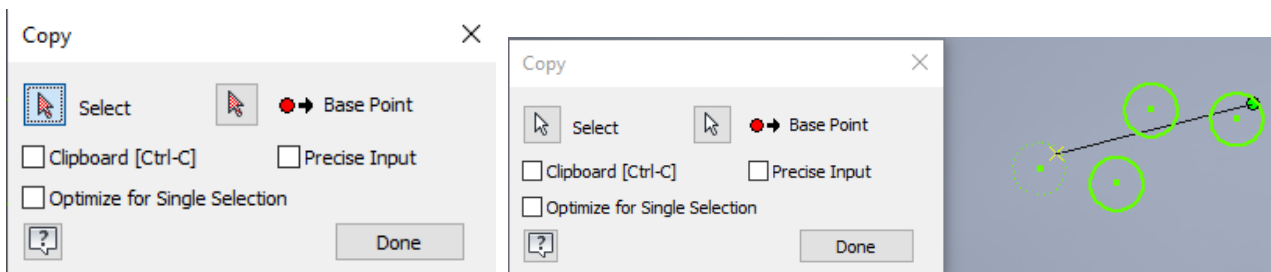 Copy
Select Base Point
Clipboard [Ctrl-C] Precise Input
Optimize for Single Selection
? Done
Copy
Select Base Point
Clipboard [Ctrl-C] Precise Input
Optimize for Single Selection
? Done